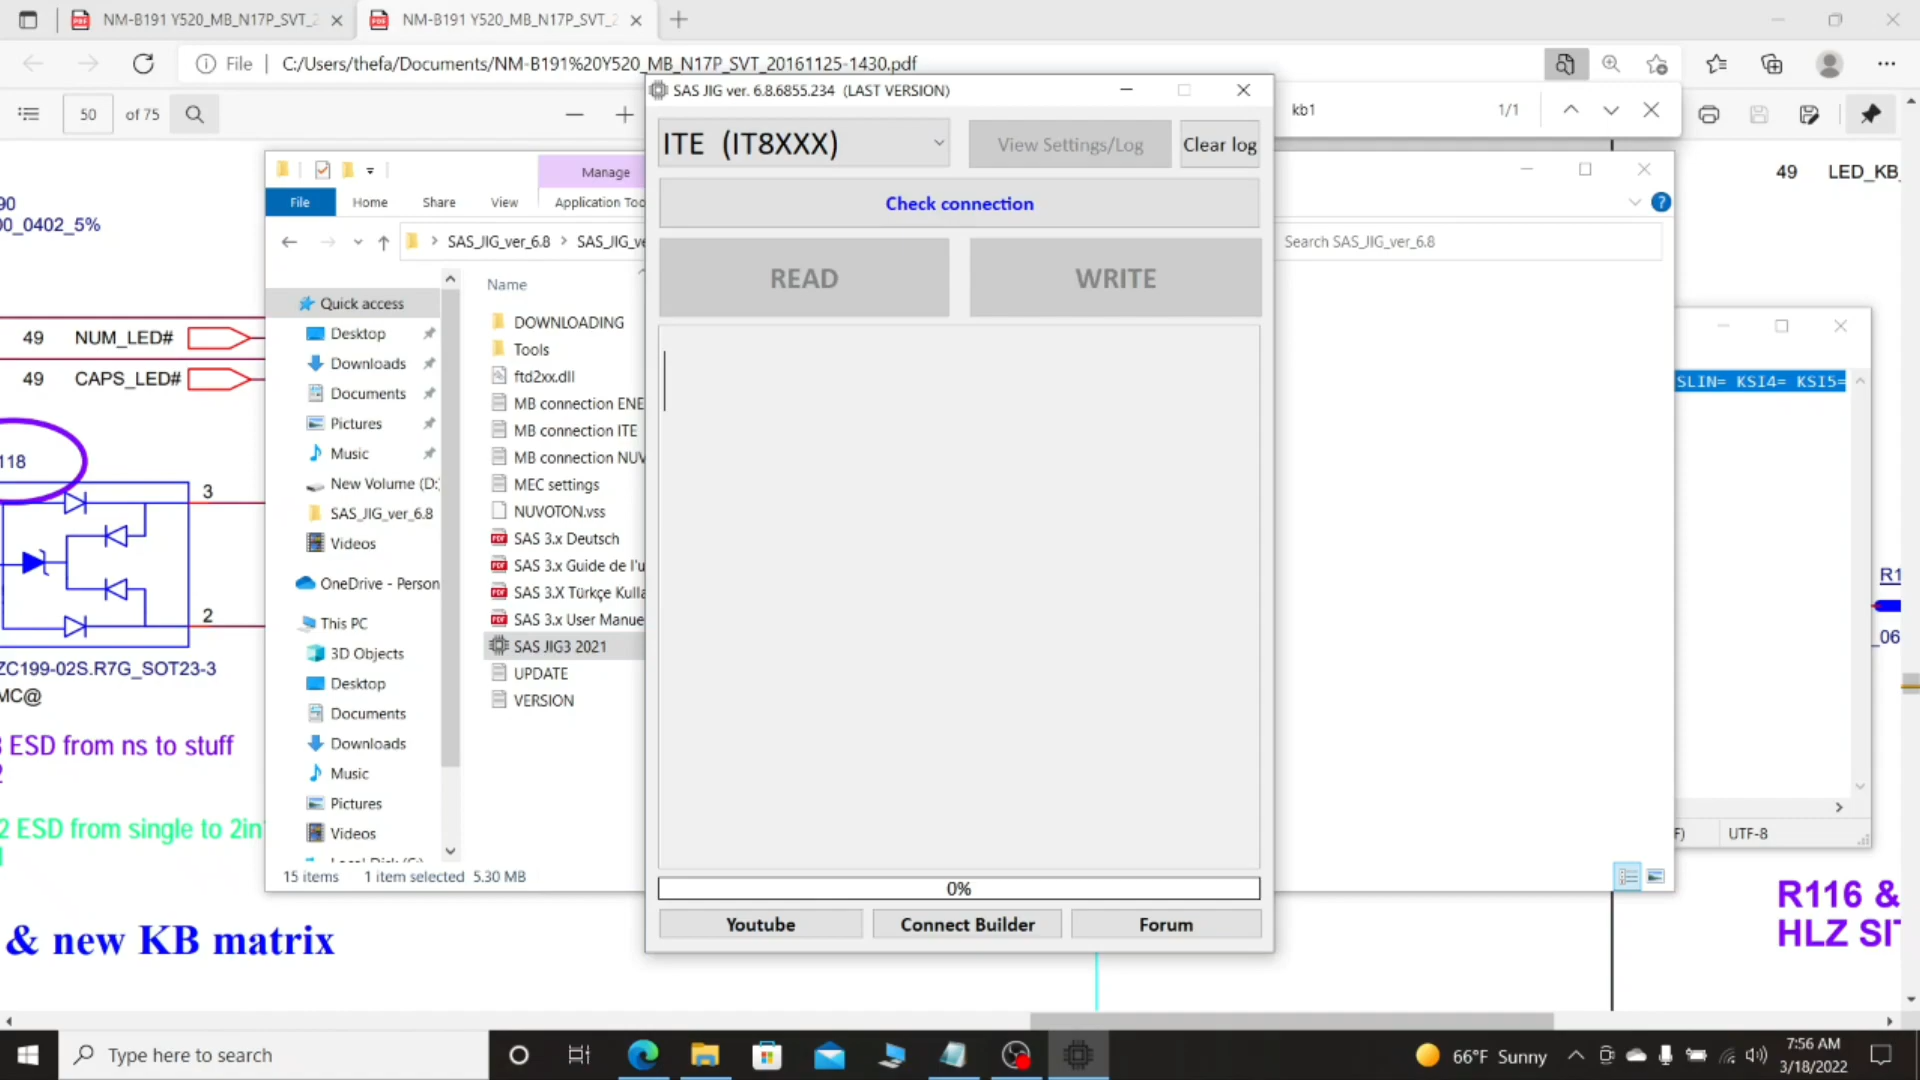 NM-B191 Y520_MB_N17P_SVT_2
NM-B191 Y520_MB_N17P_SVT_2
File
C:/Users/thefa/Documents/NM-B191%20Y520_MB_N17P_SVT_20161125-1430.pdf
50 of 75
kb1
1/1
SAS JIG ver. 6.8.6855.234 (LAST VERSION)
ITE (IT8XXX)
View Settings/Log
Clear log
Check connection
READ
WRITE
0%
Youtube
Connect Builder
Forum
Manage
File
Home
Share
View
Application Too
SAS_JIG_ver_6.8
SAS_JIG_ve
Search SAS_JIG_ver_6.8
Quick access
Desktop
Downloads
Documents
Pictures
Music
New Volume (D:
SAS_JIG_ver_6.8
Videos
OneDrive - Person
This PC
3D Objects
Desktop
Documents
Downloads
Music
Pictures
Videos
Name
DOWNLOADING
Tools
ftd2xx.dll
MB connection ENE
MB connection ITE
MB connection NUV
MEC settings
NUVOTON.vss
SAS 3.x Deutsch
SAS 3.x Guide de l'u
SAS 3.X Türkçe Kulla
SAS 3.x User Manue
SAS JIG3 2021
UPDATE
VERSION
15 items
1 item selected 5.30 MB
90
00_0402_5%
49 NUM_LED#
49 CAPS_LED#
118
3
2
ZC199-02S.R7G_SOT23-3
MC@
ESD from ns to stuff
2 ESD from single to 2in
& new KB matrix
49 LED_KB_
SLIN= KSI4= KSI5=
R1
_06
UTF-8
R116 &
HLZ SI
Type here to search
66°F Sunny
7:56 AM
3/18/2022